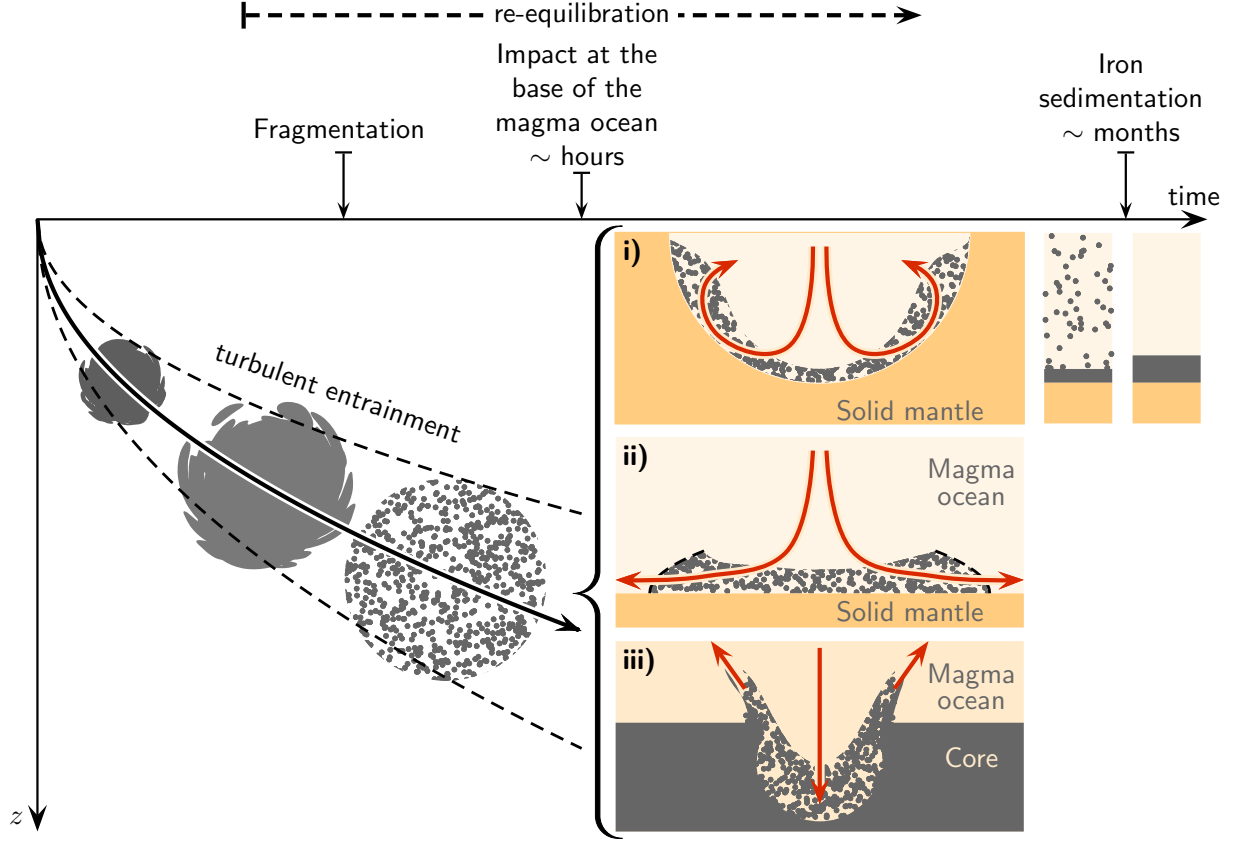 re-equilibration
Impact at the
base of the
magma ocean
∼ hours
Fragmentation
Iron
sedimentation
∼ months
time
turbulent entrainment
i)
Solid mantle
ii)
Magma
ocean
Solid mantle
iii)
Magma
ocean
Core
z